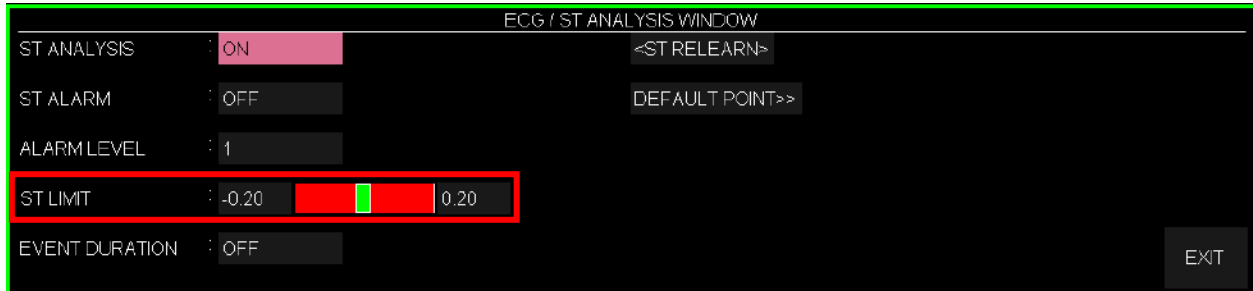 ECG / ST ANALYSIS WINDOW
ST ANALYSIS : ON <ST RELEARN>
ST ALARM : OFF DEFAULT POINT>>
ALARM LEVEL : 1
ST LIMIT : -0.20 0.20
EVENT DURATION : OFF
EXIT